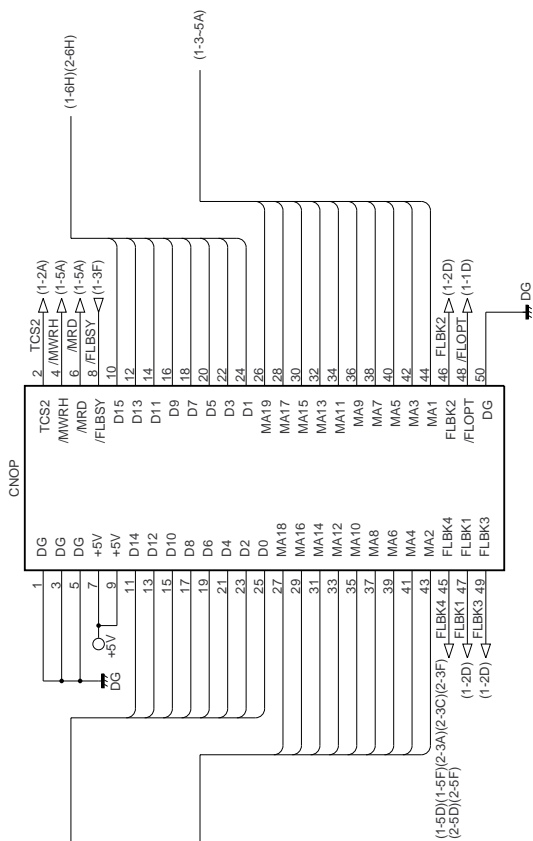 (1-6H)(2-6H)
(1-3~5A)
TCS2 (1-2A)
/MWRH (1-5A)
/MRD (1-5A)
/FLBSY (1-3F)
FLBK2 (1-2D)
/FLOPT (1-1D)
DG
2 4 6 8 10 12 14 16 18 20 22 24 26 28 30 32 34 36 38 40 42 44 46 48 50
CNOP
TCS2
/MWRH
/MRD
/FLBSY
D15
D13
D11
D9
D7
D5
D3
D1
MA19
MA17
MA15
MA13
MA11
MA9
MA7
MA5
MA3
MA1
FLBK2
/FLOPT
DG
DG
DG
DG
+5V
+5V
D14
D12
D10
D8
D6
D4
D2
D0
MA18
MA16
MA14
MA12
MA10
MA8
MA6
MA4
MA2
FLBK4
FLBK1
FLBK3
1 3 5 7 9 11 13 15 17 19 21 23 25 27 29 31 33 35 37 39 41 43 45 47 49
+5V
DG
FLBK4 (1-5D)(1-5F)(2-3A)(2-3C)(2-3F)
(2-5D)(2-5F)
FLBK1 (1-2D)
FLBK3 (1-2D)